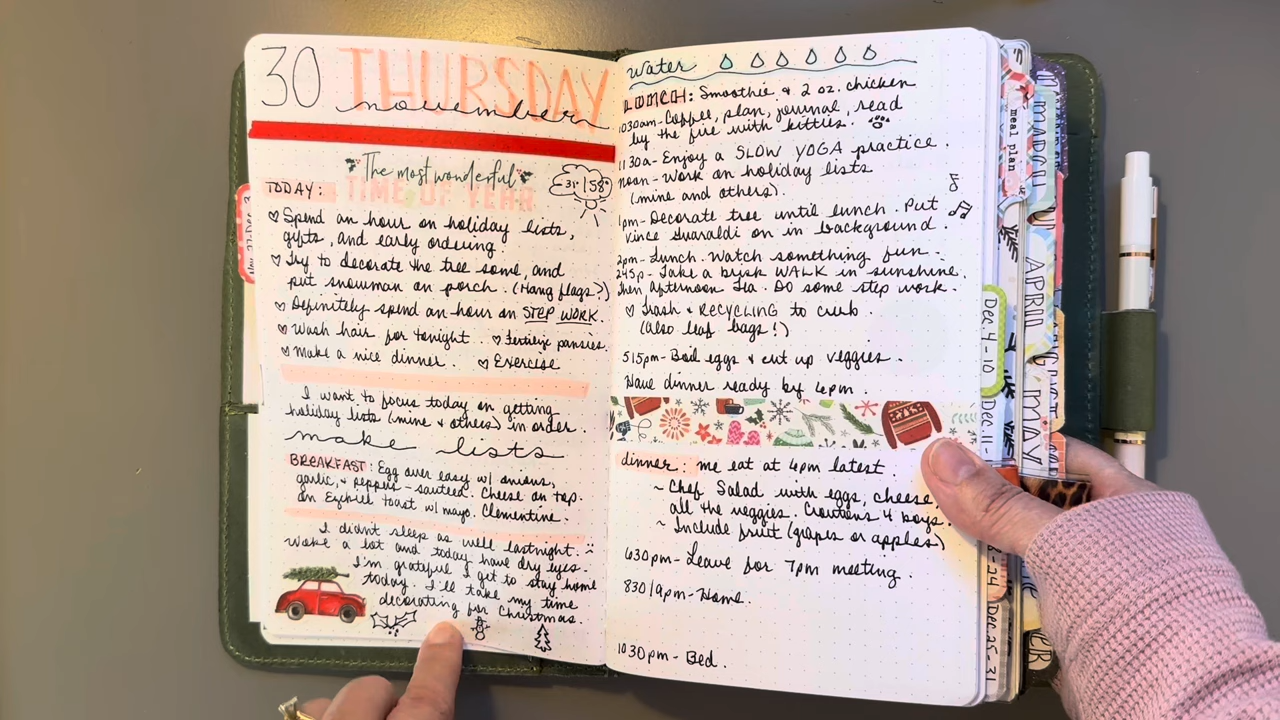 30 THURSDAY
november
The most wonderful
TIME OF YEAR
31° | 58°
TODAY:
♡ Spend an hour on holiday lists,
gifts, and early ordering.
♡ Try to decorate the tree some, and
put snowman on porch. (Hang flags?)
♡ Definitely spend an hour on STEP WORK.
♡ Wash hair for tonight. ♡ Fertilize pansies.
♡ Make a nice dinner. ♡ Exercise
I want to focus today on getting
holiday lists (mine & others) in order.
make lists
BREAKFAST: Egg over easy w/ onions,
garlic, & peppers - sauteed. Cheese on top.
on Ezekiel toast w/ mayo. Clementine.
I didn't sleep as well last night.
Woke a lot and today have dry eyes.
I'm grateful I get to stay home
today. I'll take my time
decorating for Christmas.
Water
LUNCH: Smoothie & 2 oz. chicken
1030am- Coffee, plan, journal, read
by the fire with kitties.
1130a- Enjoy a SLOW YOGA practice.
noon- Work on holiday lists
(mine and others).
1pm- Decorate tree until lunch. Put
Vince Guaraldi on in background.
2pm- Lunch. Watch something fun.
245p- Take a brisk WALK in sunshine.
Then afternoon tea. Do some step work.
♡ Trash & RECYCLING to curb.
(Also leaf bags!)
515pm- Boil eggs & cut up veggies.
Have dinner ready by 6pm.
dinner: me eat at 6pm latest.
~ Chef Salad with eggs, cheese
all the veggies. Croutons 4 boys.
~ Include fruit (grapes or apples)
630pm- Leave for 7pm meeting.
830/9pm- Home.
1030pm- Bed.
meal plan
Dec. 4-10
Dec. 11-
Dec. 25-31
APRIL
MAY